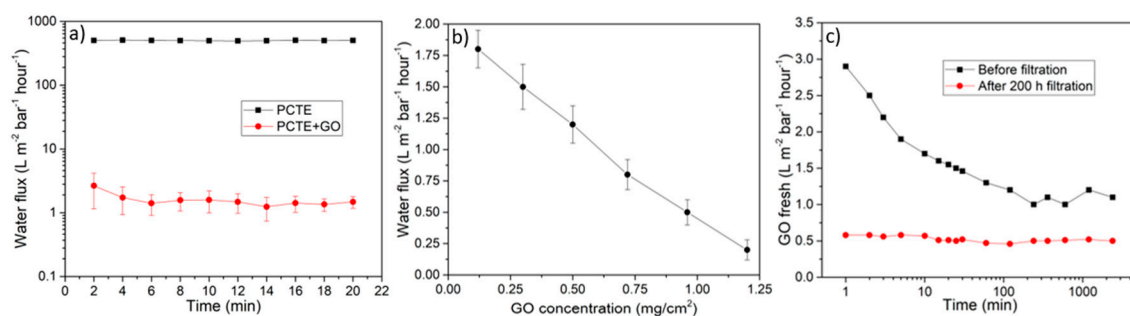 a)
1000
100
10
1
0.1
Water flux (L m⁻² bar⁻¹ hour⁻¹)
PCTE
PCTE+GO
0 2 4 6 8 10 12 14 16 18 20 22
Time (min)
b)
2.00
1.75
1.50
1.25
1.00
0.75
0.50
0.25
0.00
Water flux (L m⁻² bar⁻¹ hour⁻¹)
0.00 0.25 0.50 0.75 1.00 1.25
GO concentration (mg/cm²)
c)
3.5
3.0
2.5
2.0
1.5
1.0
0.5
0.0
GO fresh (L m⁻² bar⁻¹ hour⁻¹)
Before filtration
After 200 h filtration
1 10 100 1000
Time (min)